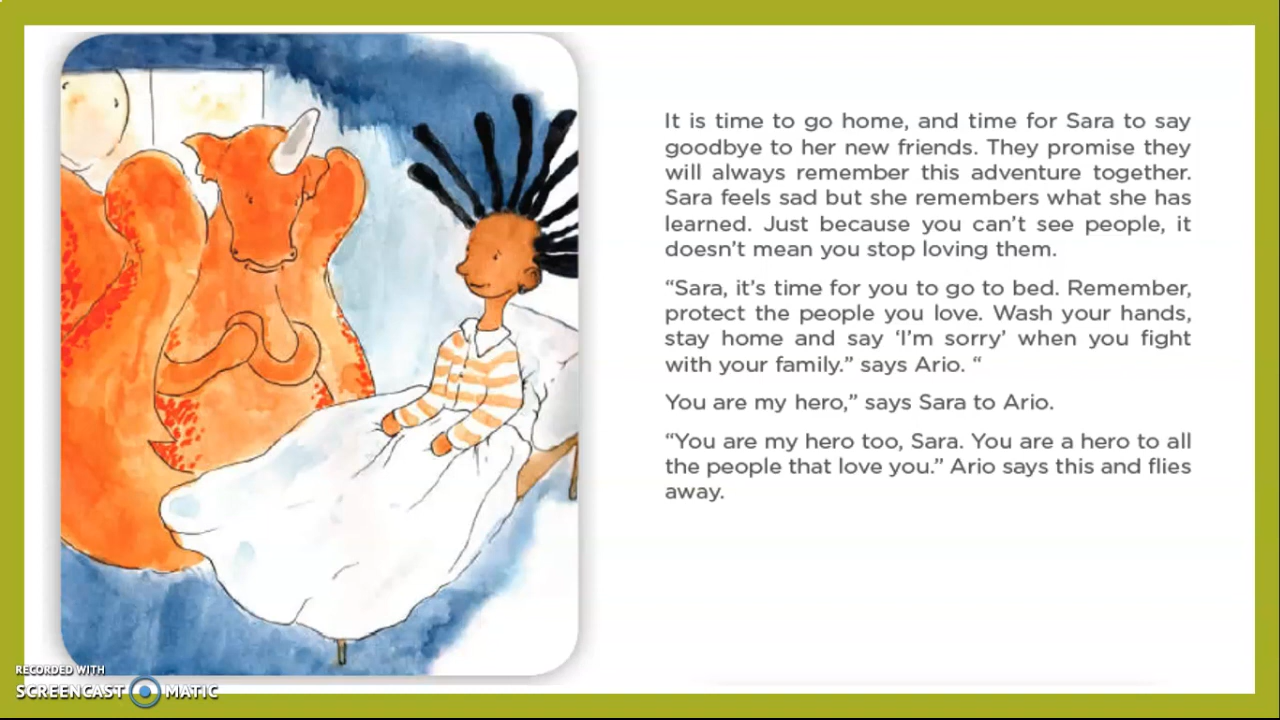 It is time to go home, and time for Sara to say
goodbye to her new friends. They promise they
will always remember this adventure together.
Sara feels sad but she remembers what she has
learned. Just because you can’t see people, it
doesn’t mean you stop loving them.
“Sara, it’s time for you to go to bed. Remember,
protect the people you love. Wash your hands,
stay home and say ‘I’m sorry’ when you fight
with your family.” says Ario. “
You are my hero,” says Sara to Ario.
“You are my hero too, Sara. You are a hero to all
the people that love you.” Ario says this and flies
away.
RECORDED WITH
SCREENCAST MATIC